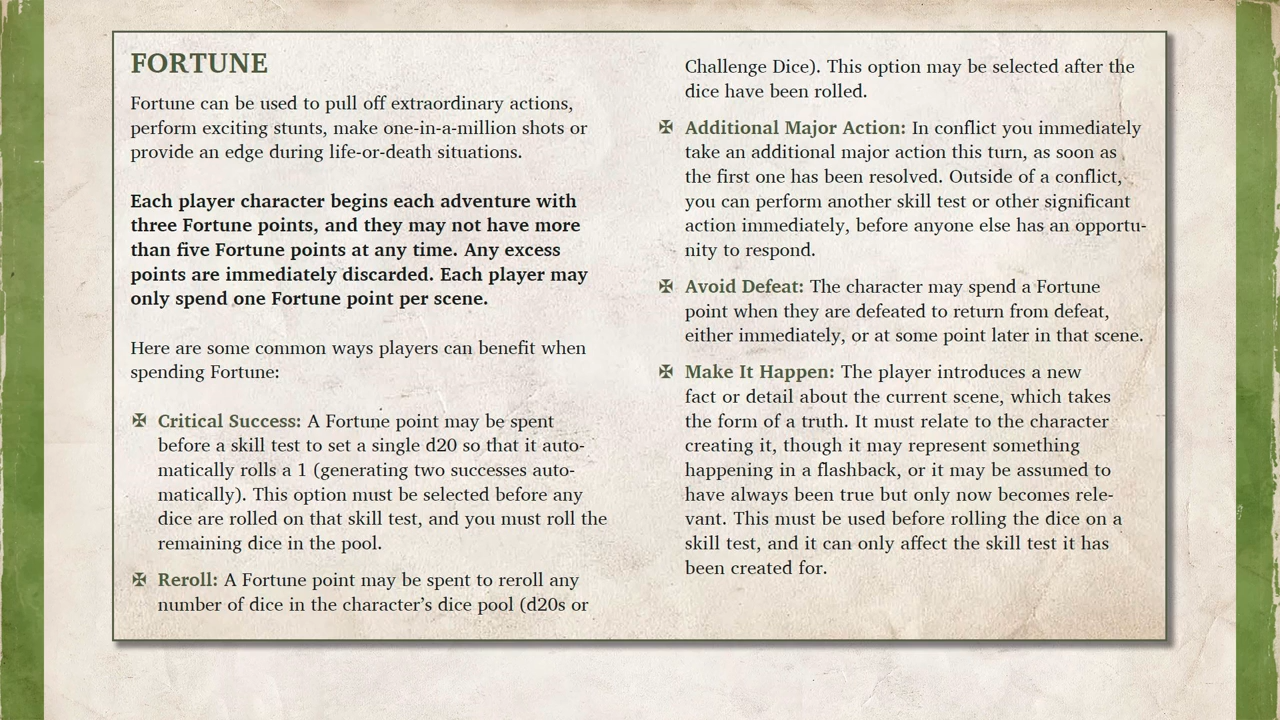 FORTUNE
Fortune can be used to pull off extraordinary actions,
perform exciting stunts, make one-in-a-million shots or
provide an edge during life-or-death situations.
Each player character begins each adventure with
three Fortune points, and they may not have more
than five Fortune points at any time. Any excess
points are immediately discarded. Each player may
only spend one Fortune point per scene.
Here are some common ways players can benefit when
spending Fortune:
✠ Critical Success: A Fortune point may be spent
before a skill test to set a single d20 so that it auto-
matically rolls a 1 (generating two successes auto-
matically). This option must be selected before any
dice are rolled on that skill test, and you must roll the
remaining dice in the pool.
✠ Reroll: A Fortune point may be spent to reroll any
number of dice in the character’s dice pool (d20s or
Challenge Dice). This option may be selected after the
dice have been rolled.
✠ Additional Major Action: In conflict you immediately
take an additional major action this turn, as soon as
the first one has been resolved. Outside of a conflict,
you can perform another skill test or other significant
action immediately, before anyone else has an opportu-
nity to respond.
✠ Avoid Defeat: The character may spend a Fortune
point when they are defeated to return from defeat,
either immediately, or at some point later in that scene.
✠ Make It Happen: The player introduces a new
fact or detail about the current scene, which takes
the form of a truth. It must relate to the character
creating it, though it may represent something
happening in a flashback, or it may be assumed to
have always been true but only now becomes rele-
vant. This must be used before rolling the dice on a
skill test, and it can only affect the skill test it has
been created for.